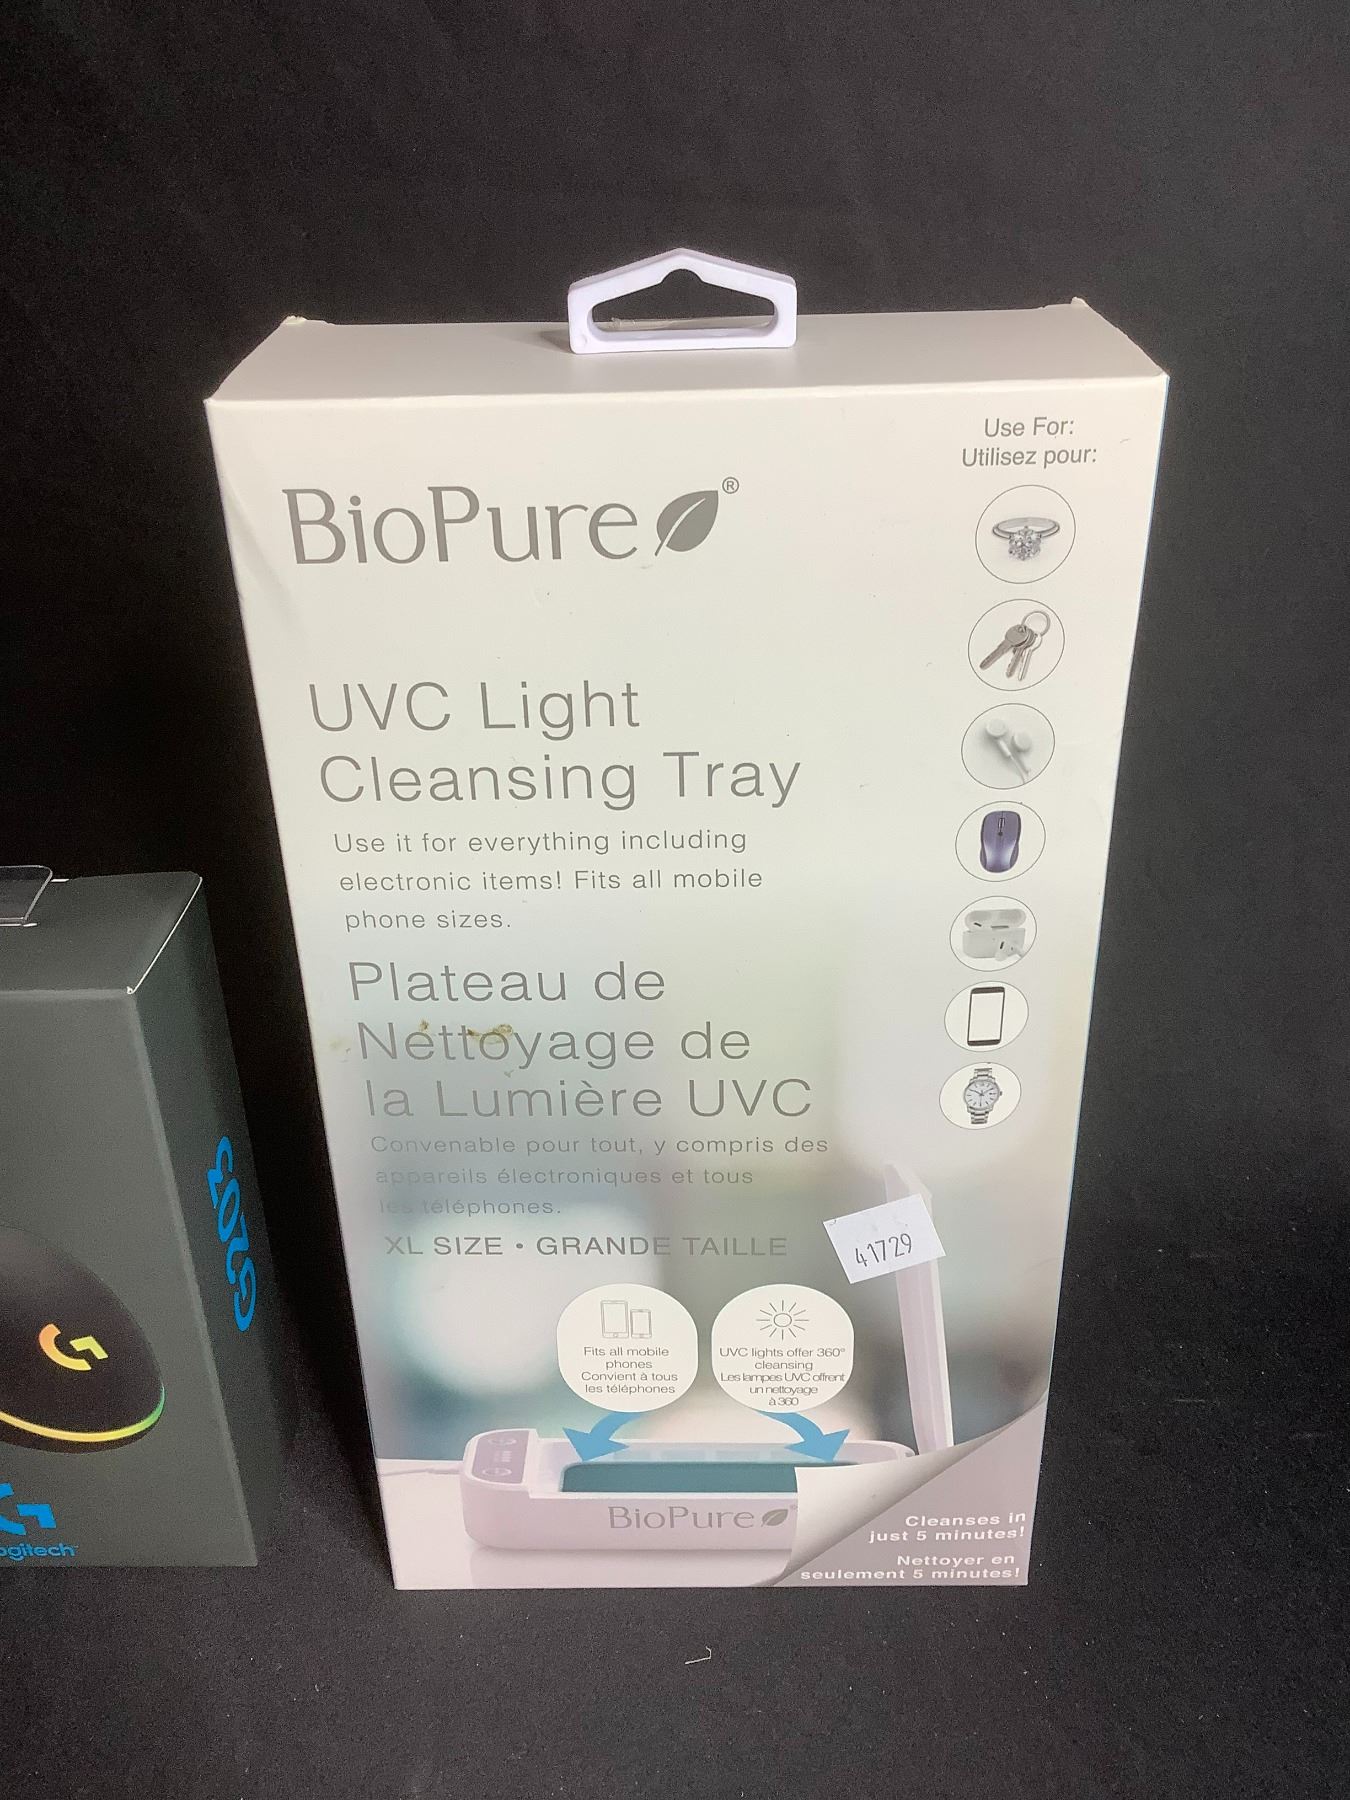 Use For:
Utilisez pour:
BioPure®
UVC Light
Cleansing Tray
Use it for everything including
electronic items! Fits all mobile
phone sizes.
Plateau de
Nettoyage de
la Lumière UVC
Convenable pour tout, y compris des
appareils électroniques et tous
les téléphones.
XL SIZE • GRANDE TAILLE
41729
Fits all mobile
phones
Convient à tous
les téléphones
UVC lights offer 360°
cleansing
Les lampes UVC offrent
un nettoyage
à 360
BioPure
Cleanses in
just 5 minutes!
Nettoyer en
seulement 5 minutes!
G203
ogitech